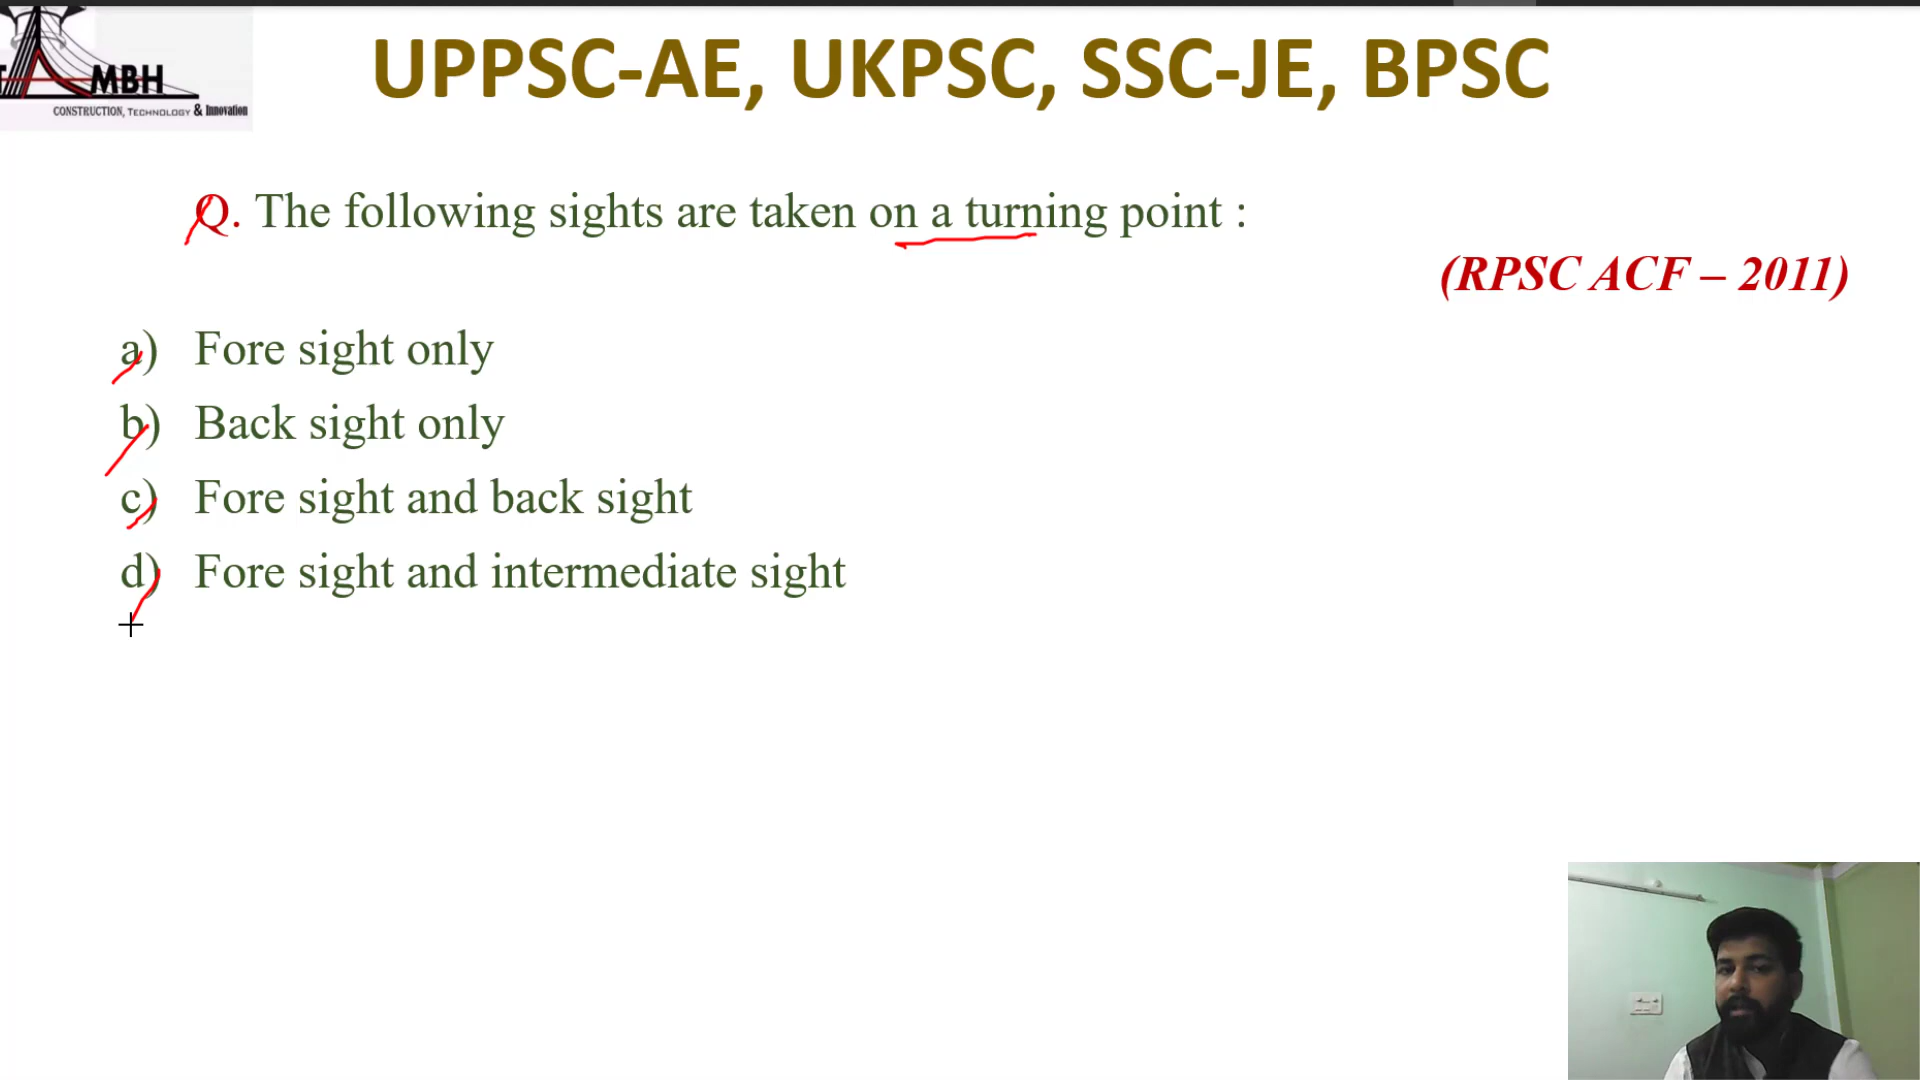 MBH
CONSTRUCTION, TECHNOLOGY & Innovation
UPPSC-AE, UKPSC, SSC-JE, BPSC
Q. The following sights are taken on a turning point :
(RPSC ACF – 2011)
a) Fore sight only
b) Back sight only
c) Fore sight and back sight
d) Fore sight and intermediate sight